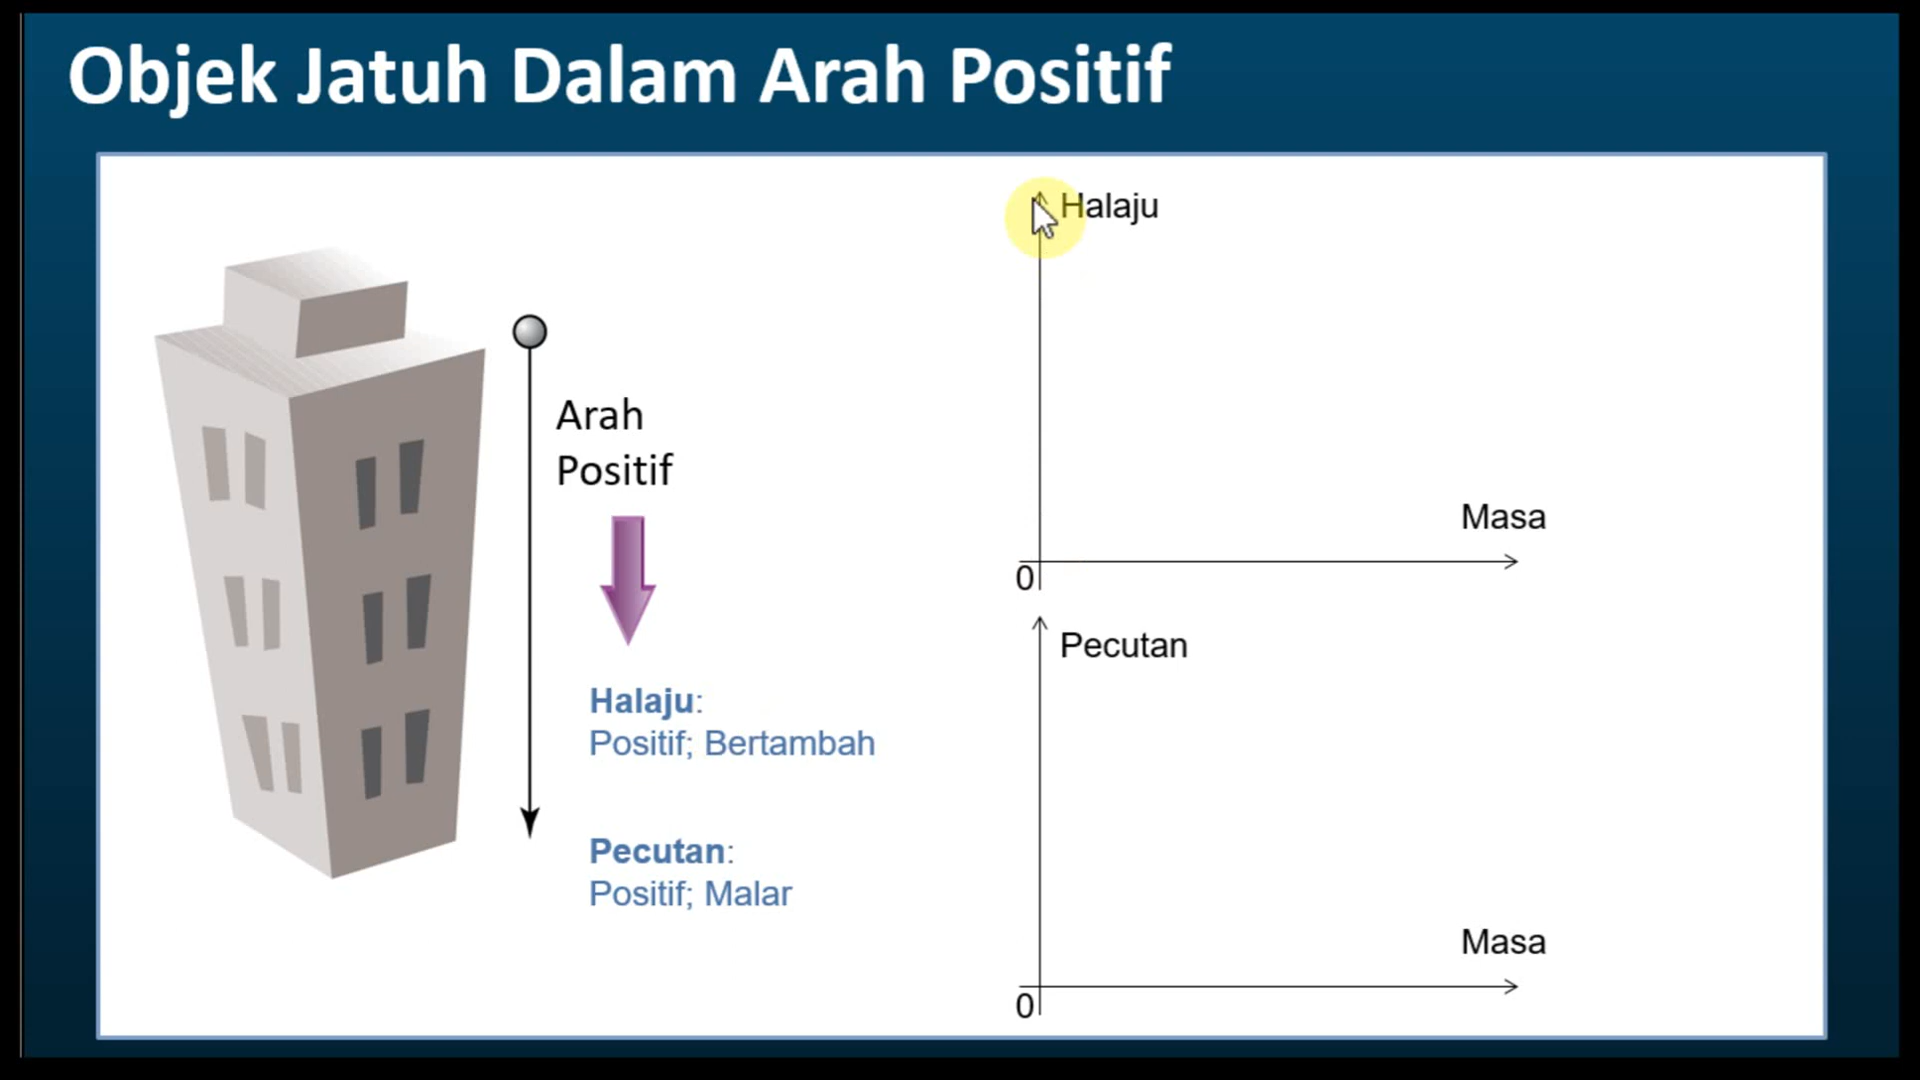 Objek Jatuh Dalam Arah Positif
Arah
Positif
Halaju:
Positif; Bertambah
Pecutan:
Positif; Malar
Halaju
Masa
0
Pecutan
Masa
0